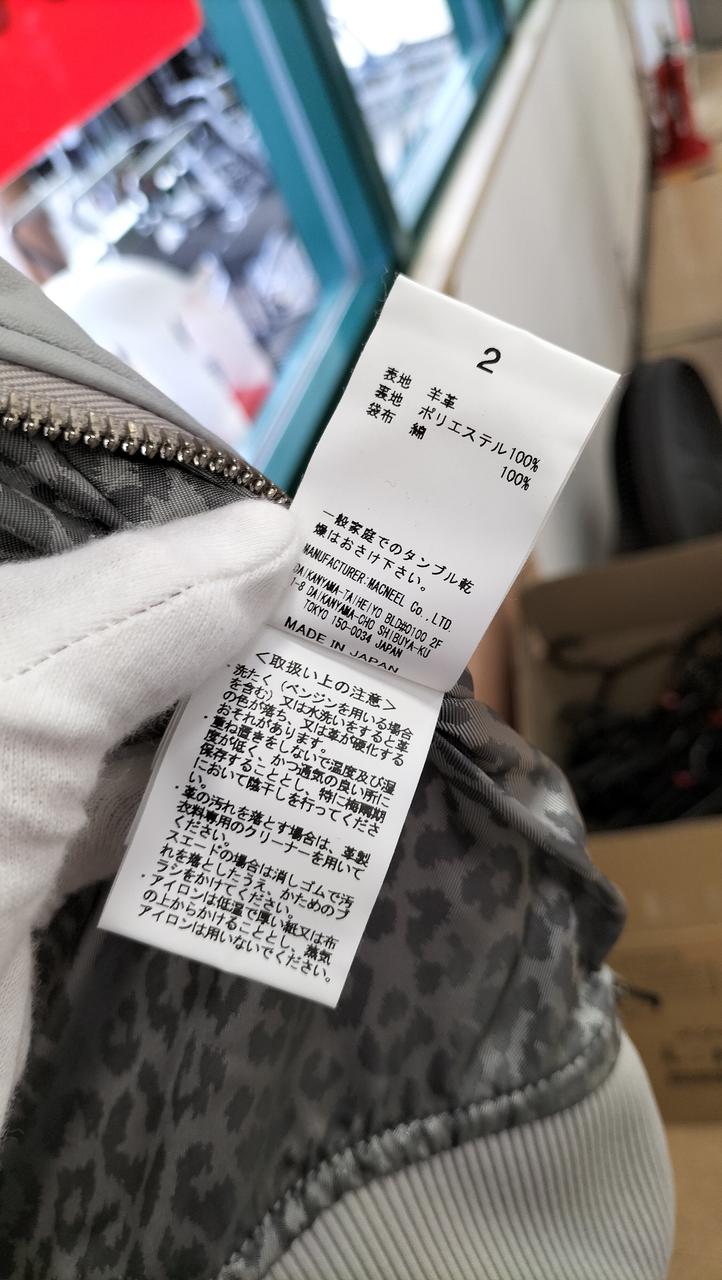 2
表地 羊革
裏地 ポリエステル100%
袋布 綿 100%
一般家庭でのタンブル乾
燥はおさけ下さい。
MANUFACTURER:MACNEEL Co.,LTD.
DAIKANYAMA-TAIHEIYO BLD#0100 2F
1-8 DAIKANYAMA-CHO SHIBUYA-KU
TOKYO 150-0034 JAPAN
MADE IN JAPAN
＜取扱い上の注意＞
・洗たく（ベンジンを用いる場合
を含む）又は水洗いをすると革
の色が落ち、又は革が硬化する
おそれがあります。
・重ね置きをしないで温度及び湿
度が低く、かつ通気の良い所に
保存することとし、特に梅雨期
において陰干しを行ってくださ
い。
・革の汚れを落とす場合は、革製
衣料専用のクリーナーを用いて
ください。
スエードの場合は消しゴムで汚
れを落としたうえ、かためのブ
ラシをかけてください。
・アイロンは低温で厚い紙又は布
の上からかけることとし、蒸気
アイロンは用いないでください。